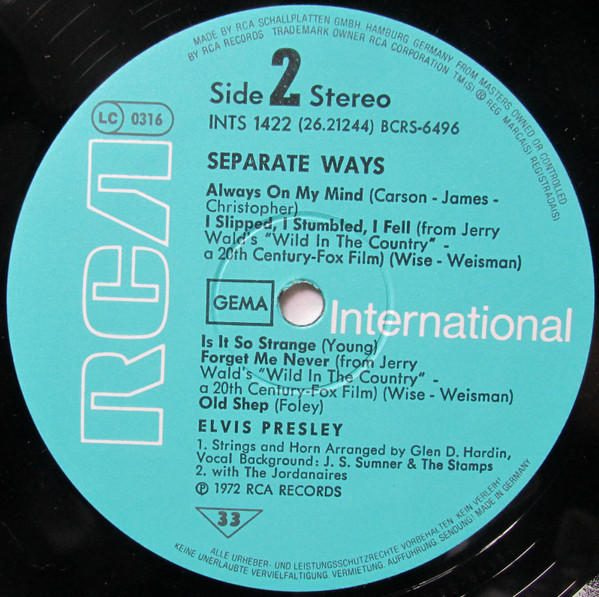 MADE BY RCA SCHALLPLATTEN GMBH. HAMBURG GERMANY FROM MASTERS OWNED OR CONTROLLED
BY RCA RECORDS TRADEMARK OWNER RCA CORPORATION TM(S) ® REG MARCA(S) REGISTRADA(S)
Side 2 Stereo
LC 0316
INTS 1422 (26.21244) BCRS-6496
SEPARATE WAYS
Always On My Mind (Carson - James -
Christopher)
I Slipped, I Stumbled, I Fell (from Jerry
Wald's "Wild In The Country" -
a 20th Century-Fox Film) (Wise - Weisman)
RCA
GEMA
International
Is It So Strange (Young)
Forget Me Never (from Jerry
Wald's "Wild In The Country" -
a 20th Century-Fox Film) (Wise - Weisman)
Old Shep (Foley)
ELVIS PRESLEY
1. Strings and Horn Arranged by Glen D. Hardin,
Vocal Background: J. S. Sumner & The Stamps
2. with The Jordanaires
℗ 1972 RCA RECORDS
33
ALLE URHEBER- UND LEISTUNGSSCHUTZRECHTE VORBEHALTEN KEIN VERLEIH!
KEINE UNERLAUBTE VERVIELFÄLTIGUNG. VERMIETUNG. AUFFÜHRUNG. SENDUNG! MADE IN GERMANY